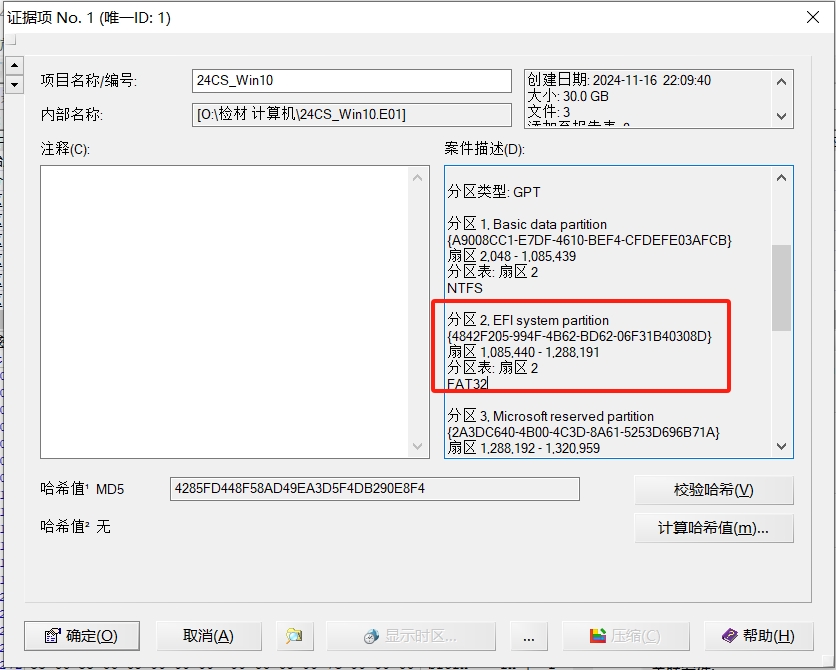 证据项 No. 1 (唯一ID: 1)
项目名称/编号:
24CS_Win10
创建日期: 2024-11-16 22:09:40
大小: 30.0 GB
文件: 3
内部名称:
[O:\检材 计算机\24CS_Win10.E01]
注释(C):
案件描述(D):
分区类型: GPT
分区 1, Basic data partition
{A9008CC1-E7DF-4610-BEF4-CFDEFE03AFCB}
扇区 2,048 - 1,085,439
分区表: 扇区 2
NTFS
分区 2, EFI system partition
{4842F205-994F-4B62-BD62-06F31B40308D}
扇区 1,085,440 - 1,288,191
分区表: 扇区 2
FAT32
分区 3, Microsoft reserved partition
{2A3DC640-4B00-4C3D-8A61-5253D696B71A}
扇区 1,288,192 - 1,320,959
哈希值¹ MD5
4285FD448F58AD49EA3D5F4DB290E8F4
校验哈希(V)
哈希值² 无
计算哈希值(m)...
确定(O)
取消(A)
显示时区...
...
压缩(C)
帮助(H)